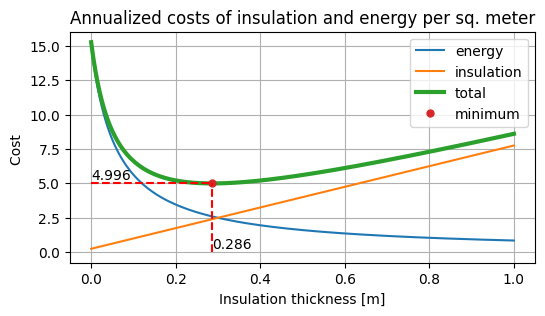 Annualized costs of insulation and energy per sq. meter
15.0
12.5
10.0
7.5
5.0
2.5
0.0
Cost
energy
insulation
total
minimum
4.996
0.286
0.0 0.2 0.4 0.6 0.8 1.0
Insulation thickness [m]